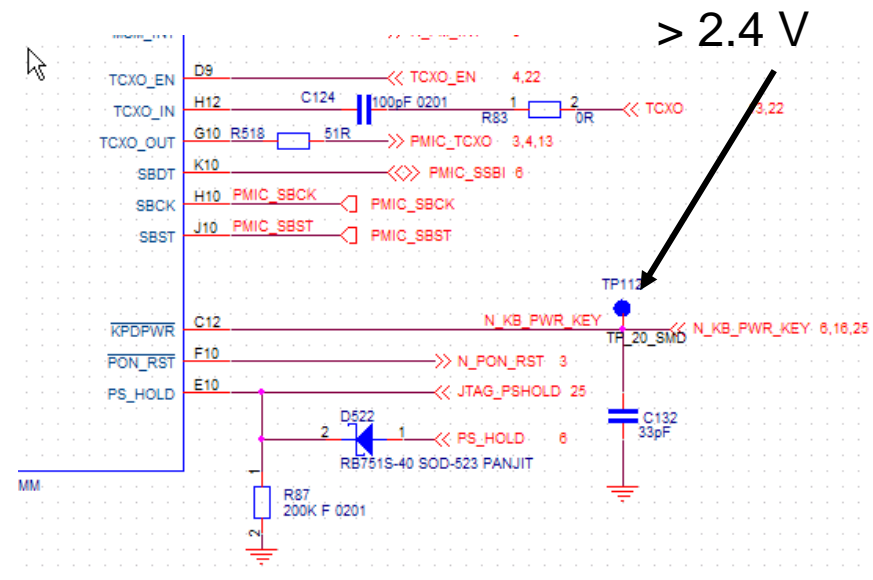 > 2.4 V
TCXO_EN D9 TCXO_EN 4,22
TCXO_IN H12 C124 100pF 0201 R83 1 2 0R TCXO 3,22
TCXO_OUT G10 R518 51R PMIC_TCXO 3,4,13
SBDT K10 PMIC_SSBI 6
SBCK H10 PMIC_SBCK PMIC_SBCK
SBST J10 PMIC_SBST PMIC_SBST
TP112
KPDPWR C12 N_KB_PWR_KEY N_KB_PWR_KEY 6,16,25
TP_20_SMD
PON_RST F10 N_PON_RST 3
PS_HOLD E10 JTAG_PSHOLD 25
D522
2 1 PS_HOLD 6
C132
33pF
RB751S-40 SOD-523 PANJIT
MM
1
R87
200K F 0201
2